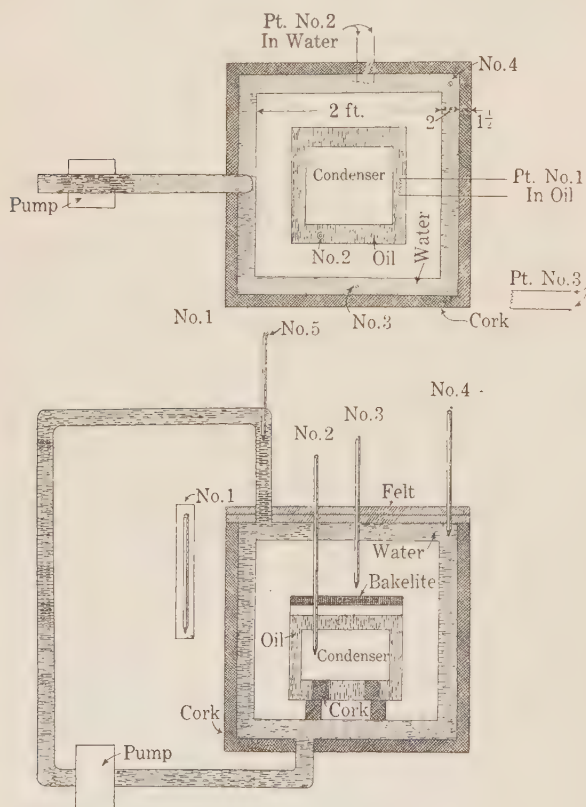 Pt. No.2
In Water
No.4
2 ft.
2
1½
Condenser
Pt. No.1
In Oil
Pump
No.2
Oil
Water
Pt. No.3
No.1
No.3
Cork
No.5
No.4
No.3
No.2
No.1
Felt
Water
Bakelite
Oil
Condenser
Cork
Cork
Pump